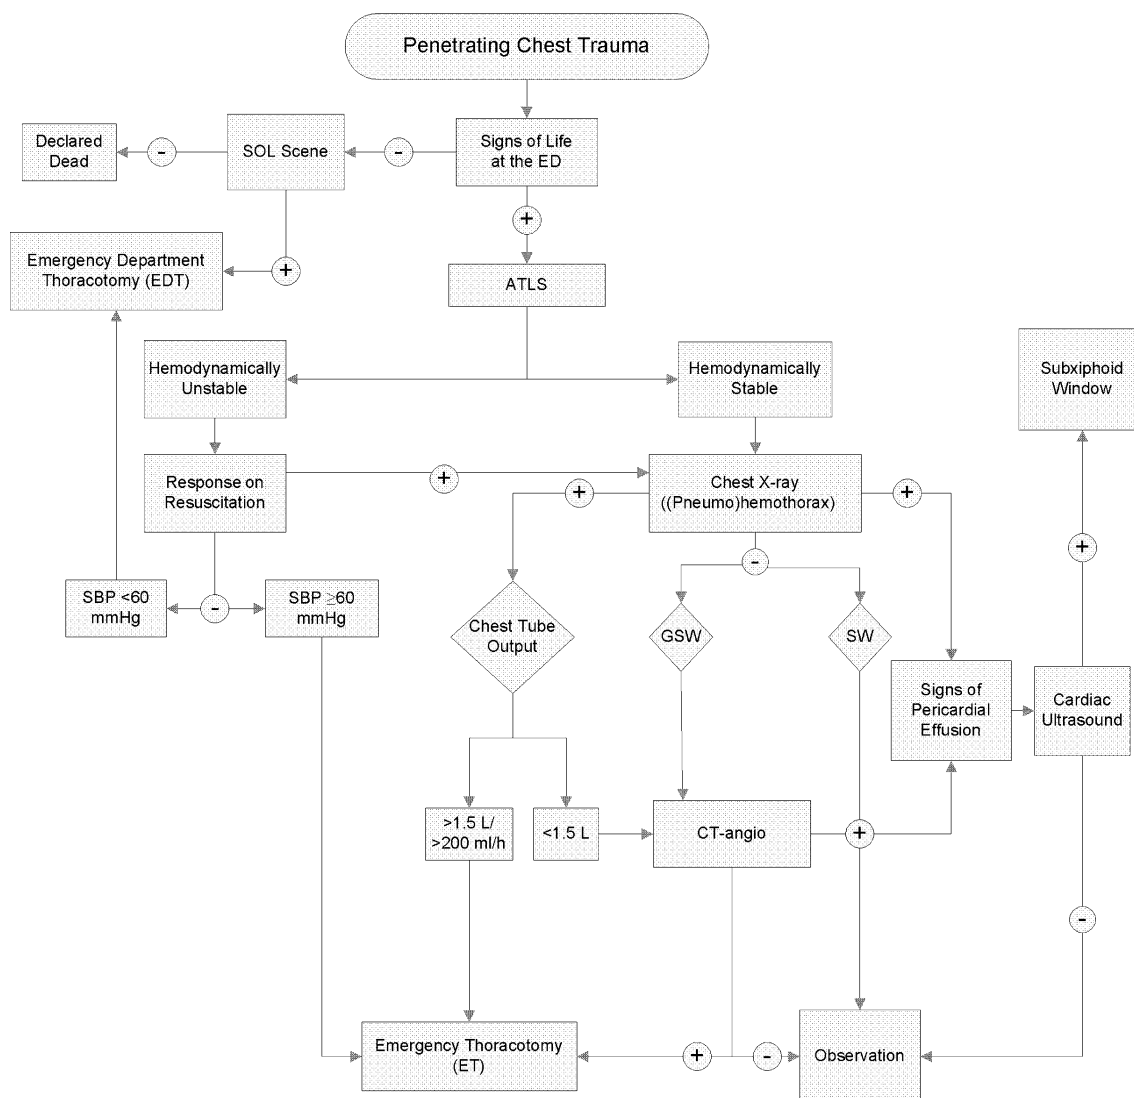 Penetrating Chest Trauma
Declared
Dead
-
SOL Scene
-
Signs of Life
at the ED
+
Emergency Department
Thoracotomy (EDT)
+
ATLS
Hemodynamically
Unstable
Hemodynamically
Stable
Subxiphoid
Window
Response on
Resuscitation
+
Chest X-ray
((Pneumo)hemothorax)
+
+
-
+
SBP <60
mmHg
-
SBP ≥60
mmHg
Chest Tube
Output
GSW
SW
Signs of
Pericardial
Effusion
Cardiac
Ultrasound
>1.5 L/
>200 ml/h
<1.5 L
CT-angio
+
-
Emergency Thoracotomy
(ET)
+
-
Observation